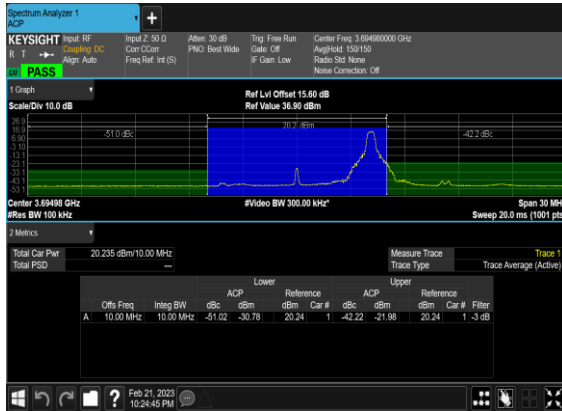 Spectrum Analyzer 1
ACP
KEYSIGHT
R T
LXI
PASS
Input: RF
Coupling: DC
Align: Auto
Input Z: 50 Ω
Corr CCorr
Freq Ref: Int (S)
Atten: 30 dB
PNO: Best Wide
Trig: Free Run
Gate: Off
IF Gain: Low
Center Freq: 3.694980000 GHz
Avg|Hold: 150/150
Radio Std: None
Noise Correction: Off
1 Graph
Scale/Div 10.0 dB
Ref Lvl Offset 15.60 dB
Ref Value 36.90 dBm
26.9
16.9
6.90
-3.10
-13.1
-23.1
-33.1
-43.1
-53.1
-51.0 dBc
20.2 dBm
-42.2 dBc
Center 3.69498 GHz
#Res BW 100 kHz
#Video BW 300.00 kHz*
Span 30 MH
Sweep 20.0 ms (1001 pts
2 Metrics
Total Car Pwr 20.235 dBm/10.00 MHz
Total PSD ---
Measure Trace Trace 1
Trace Type Trace Average (Active)
Lower Upper
ACP Reference ACP Reference
Offs Freq Integ BW dBc dBm dBm Car # dBc dBm dBm Car # Filter
A 10.00 MHz 10.00 MHz -51.02 -30.78 20.24 1 -42.22 -21.98 20.24 1 -3 dB
?
Feb 21, 2023
10:24:45 PM